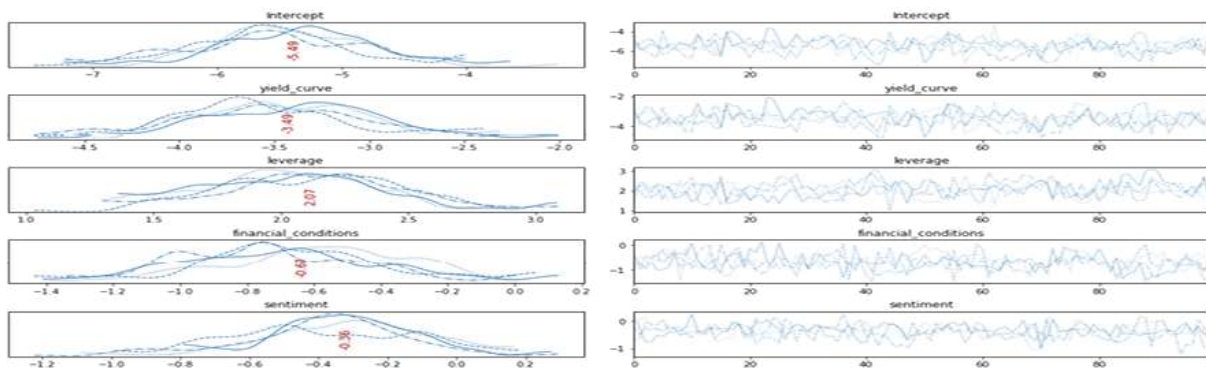 Intercept
-5.49
-7 -6 -5 -4
yield_curve
-3.49
-4.5 -4.0 -3.5 -3.0 -2.5 -2.0
leverage
2.07
1.0 1.5 2.0 2.5 3.0
financial_conditions
-0.67
-1.4 -1.2 -1.0 -0.8 -0.6 -0.4 -0.2 0.0 0.2
sentiment
-0.36
-1.2 -1.0 -0.8 -0.6 -0.4 -0.2 0.0 0.2
Intercept
-4
-6
0 20 40 60 80
yield_curve
-2
-4
0 20 40 60 80
leverage
3
2
1
0 20 40 60 80
financial_conditions
0
-1
0 20 40 60 80
sentiment
0
-1
0 20 40 60 80